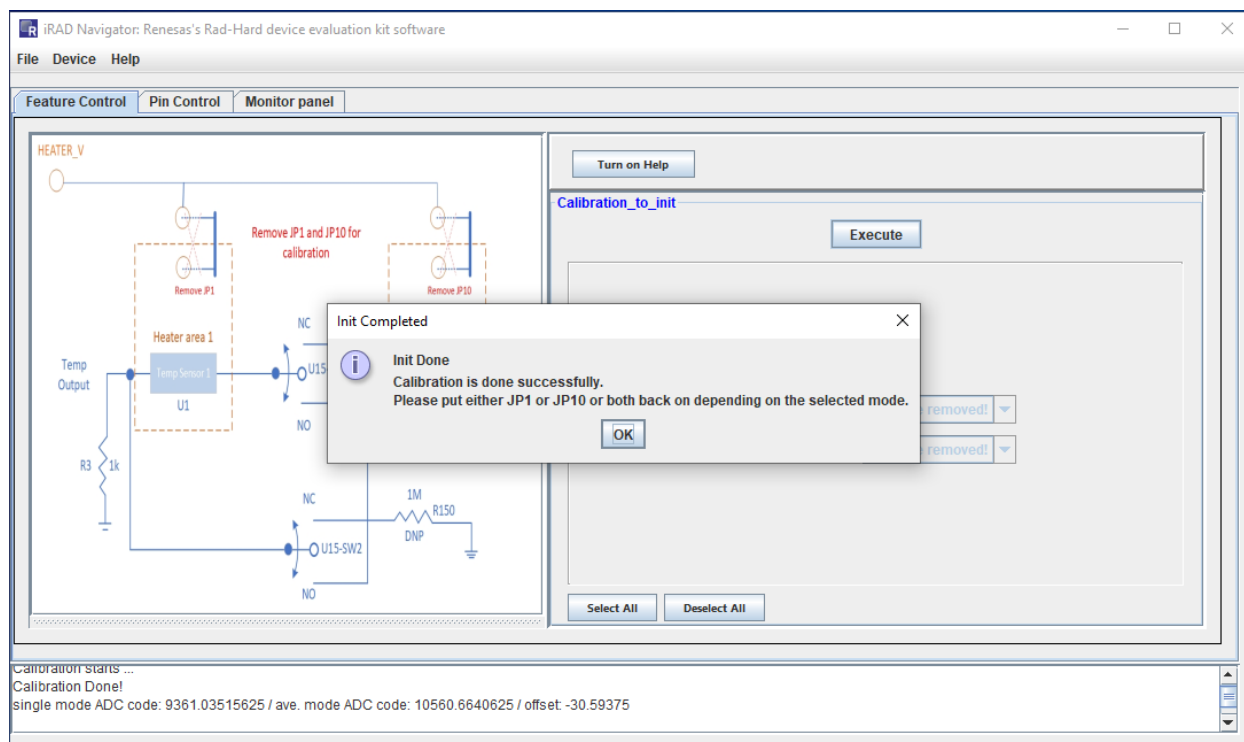 iRAD Navigator: Renesas's Rad-Hard device evaluation kit software
File Device Help
Feature Control Pin Control Monitor panel
HEATER_V
Remove JP1 and JP10 for
calibration
Remove JP1
Remove JP10
Heater area 1
Temp
Output
Temp Sensor 1
U1
NC
U15
NO
R3 1k
NC
1M
R150
DNP
U15-SW2
NO
Turn on Help
Calibration_to_init
Execute
removed!
removed!
Select All Deselect All
Init Completed
Init Done
Calibration is done successfully.
Please put either JP1 or JP10 or both back on depending on the selected mode.
OK
Calibration starts ...
Calibration Done!
single mode ADC code: 9361.03515625 / ave. mode ADC code: 10560.6640625 / offset: -30.59375